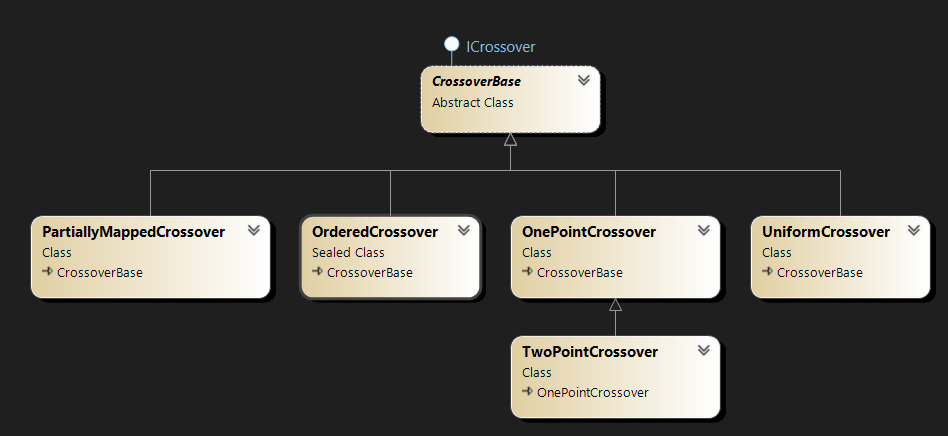 ICrossover
CrossoverBase
Abstract Class
PartiallyMappedCrossover
Class
CrossoverBase
OrderedCrossover
Sealed Class
CrossoverBase
OnePointCrossover
Class
CrossoverBase
UniformCrossover
Class
CrossoverBase
TwoPointCrossover
Class
OnePointCrossover